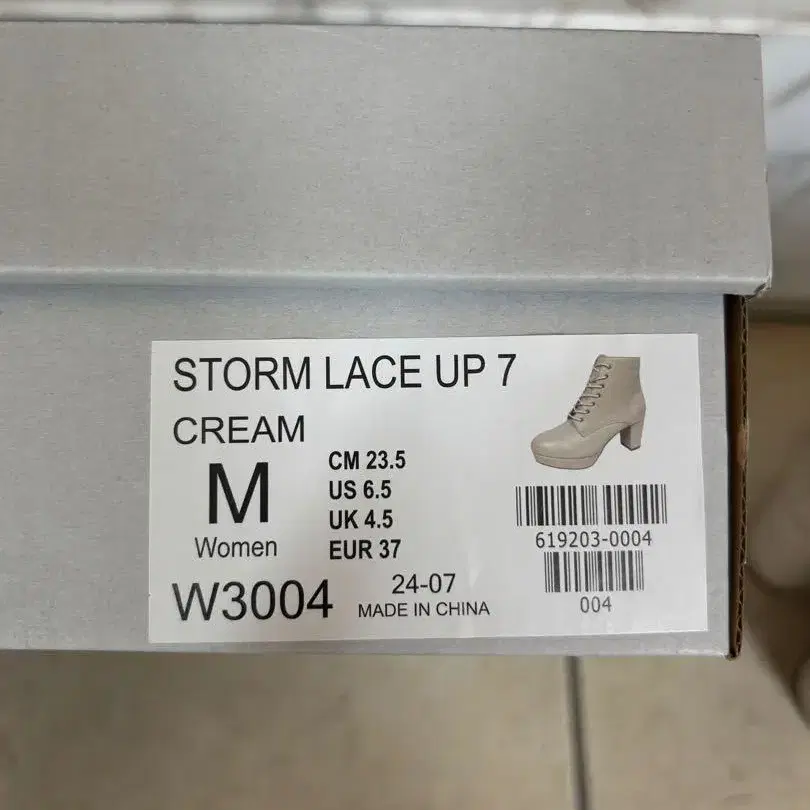 STORM LACE UP 7
CREAM
M
Women
CM 23.5
US 6.5
UK 4.5
EUR 37
W3004
24-07
MADE IN CHINA
619203-0004
004